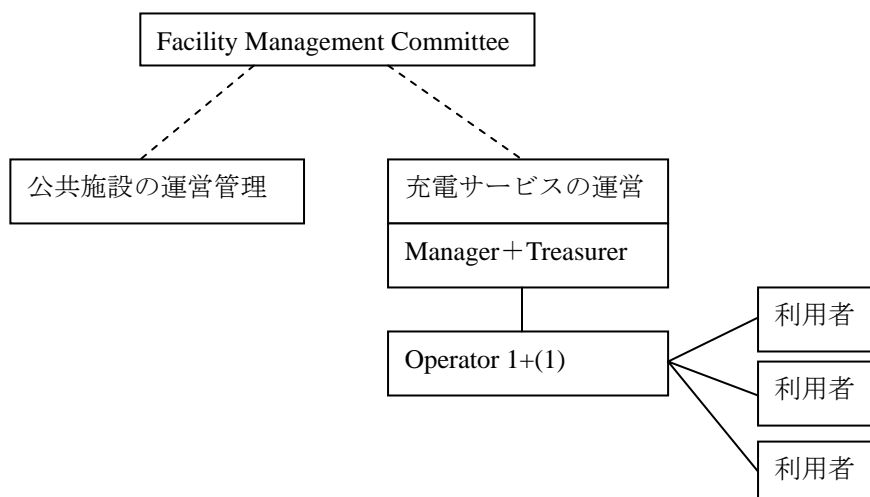 Facility Management Committee
公共施設の運営管理
充電サービスの運営
Manager＋Treasurer
Operator 1+(1)
利用者
利用者
利用者